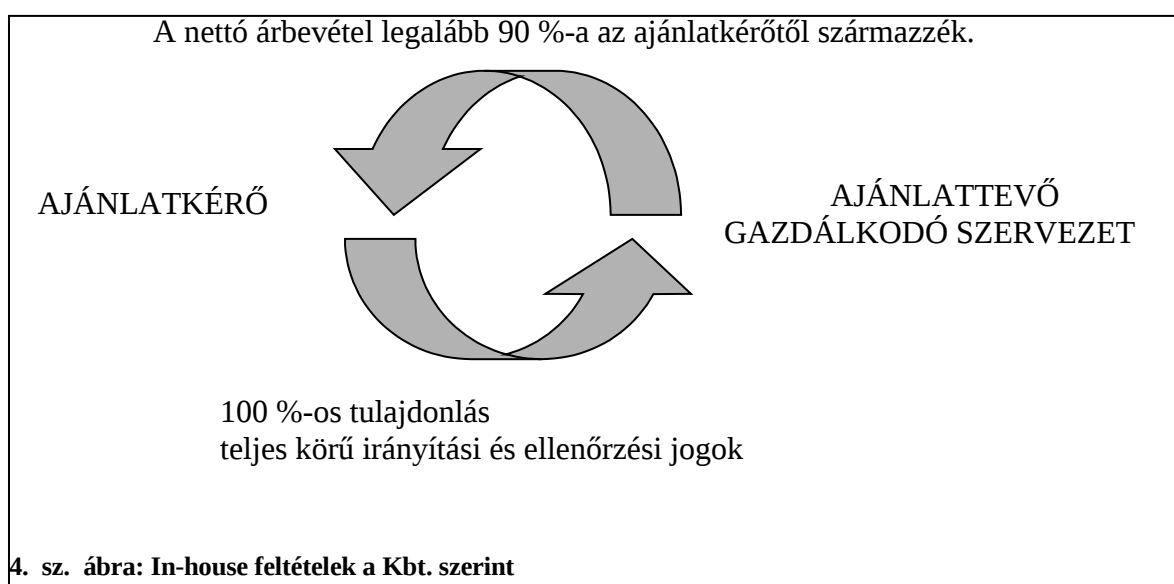 A nettó árbevétel legalább 90 %-a az ajánlatkérőtől származzék.
AJÁNLATKÉRŐ
AJÁNLATTEVŐ
GAZDÁLKODÓ SZERVEZET
100 %-os tulajdonlás
teljes körű irányítási és ellenőrzési jogok
4. sz. ábra: In-house feltételek a Kbt. szerint